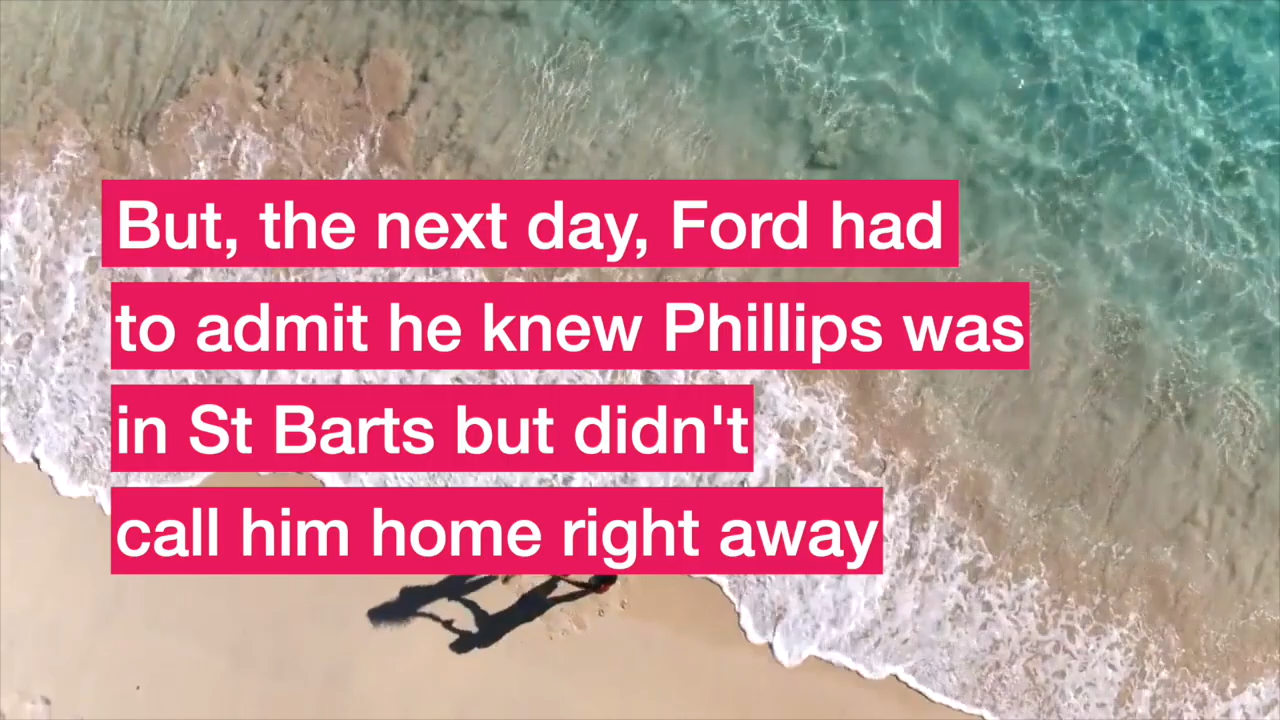 But, the next day, Ford had
to admit he knew Phillips was
in St Barts but didn't
call him home right away